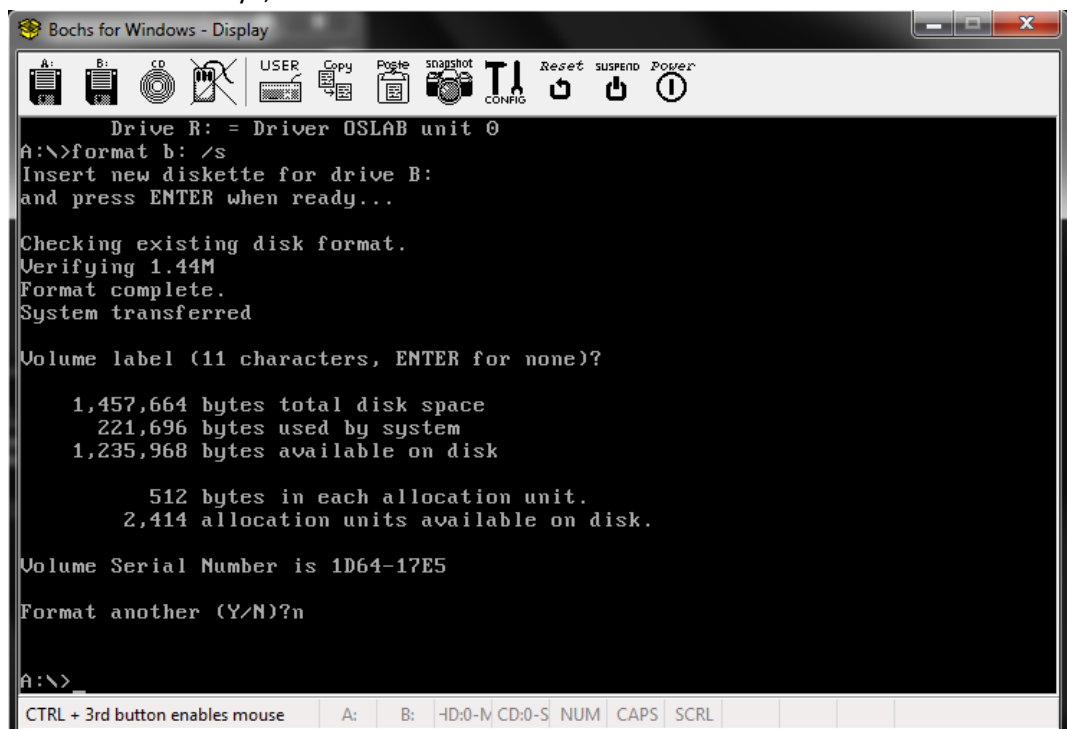 Bochs for Windows - Display
A: B: CD USER Copy Paste snapshot CONFIG Reset SUSPEND Power
Drive R: = Driver OSLAB unit 0
A:\>format b: /s
Insert new diskette for drive B:
and press ENTER when ready...
Checking existing disk format.
Verifying 1.44M
Format complete.
System transferred
Volume label (11 characters, ENTER for none)?
1,457,664 bytes total disk space
221,696 bytes used by system
1,235,968 bytes available on disk
512 bytes in each allocation unit.
2,414 allocation units available on disk.
Volume Serial Number is 1D64-17E5
Format another (Y/N)?n
A:\>_
CTRL + 3rd button enables mouse A: B: HD:0-M CD:0-S NUM CAPS SCRL